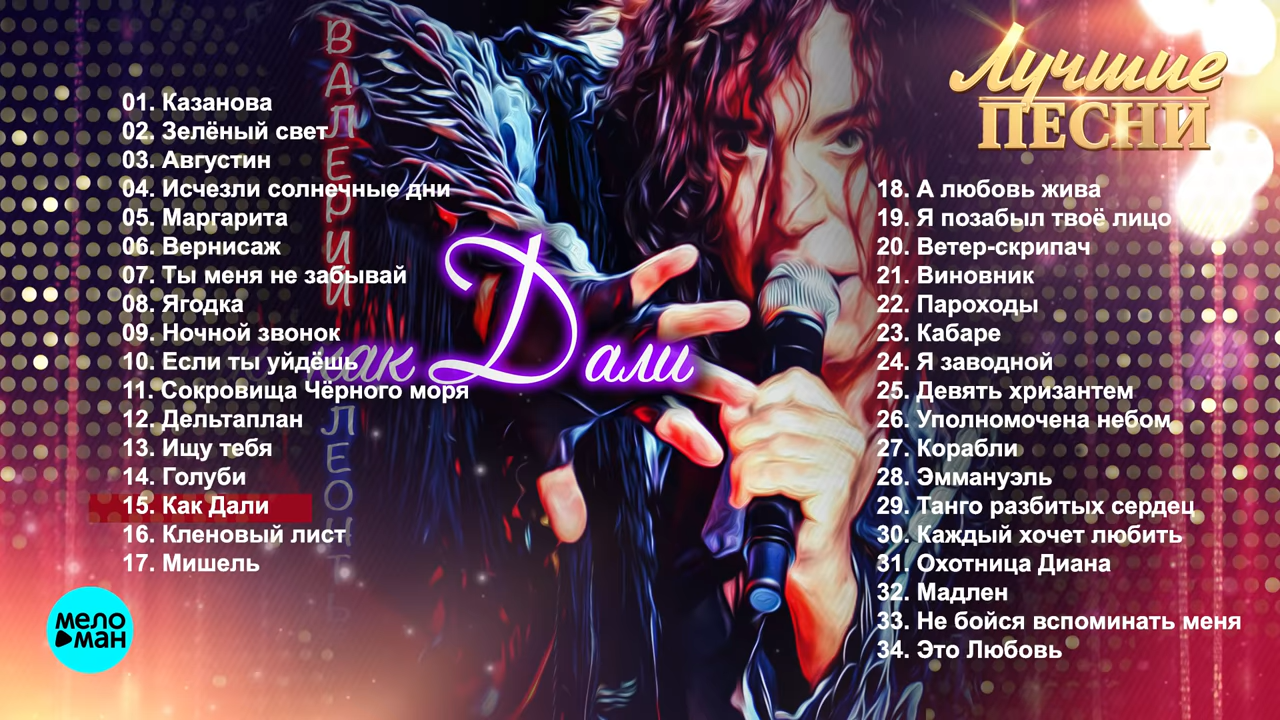 ВАЛЕРИЙ
ЛЕОНТЬ
Лучшие
ПЕСНИ
01. Казанова
02. Зелёный свет
03. Августин
04. Исчезли солнечные дни
05. Маргарита
06. Вернисаж
07. Ты меня не забывай
08. Ягодка
09. Ночной звонок
10. Если ты уйдёшь
11. Сокровища Чёрного моря
12. Дельтаплан
13. Ищу тебя
14. Голуби
15. Как Дали
16. Кленовый лист
17. Мишель
ак Дали
18. А любовь жива
19. Я позабыл твоё лицо
20. Ветер-скрипач
21. Виновник
22. Пароходы
23. Кабаре
24. Я заводной
25. Девять хризантем
26. Уполномочена небом
27. Корабли
28. Эммануэль
29. Танго разбитых сердец
30. Каждый хочет любить
31. Охотница Диана
32. Мадлен
33. Не бойся вспоминать меня
34. Это Любовь
мело
ман